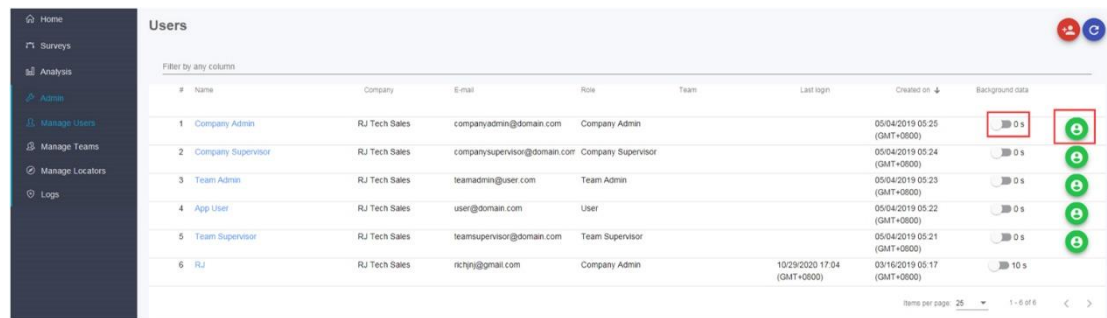 Home
Users
Surveys
Analysis
Filter by any column
Admin
Manage Users
Manage Teams
Manage Locators
Logs
# Name Company E-mail Role Team Last login Created on Background data
1 Company Admin RJ Tech Sales companyadmin@domain.com Company Admin 05/04/2019 05:25 0 s
(GMT+0800)
2 Company Supervisor RJ Tech Sales companysupervisor@domain.com Company Supervisor 05/04/2019 05:24 0 s
(GMT+0800)
3 Team Admin RJ Tech Sales teamadmin@user.com Team Admin 05/04/2019 05:23 0 s
(GMT+0800)
4 App User RJ Tech Sales user@domain.com User 05/04/2019 05:22 0 s
(GMT+0800)
5 Team Supervisor RJ Tech Sales teamsupervisor@domain.com Team Supervisor 05/04/2019 05:21 0 s
(GMT+0800)
6 RJ RJ Tech Sales richjnj@gmail.com Company Admin 10/29/2020 17:04 03/16/2019 05:17 10 s
(GMT+0800) (GMT+0800)
Items per page: 25 1 - 6 of 6